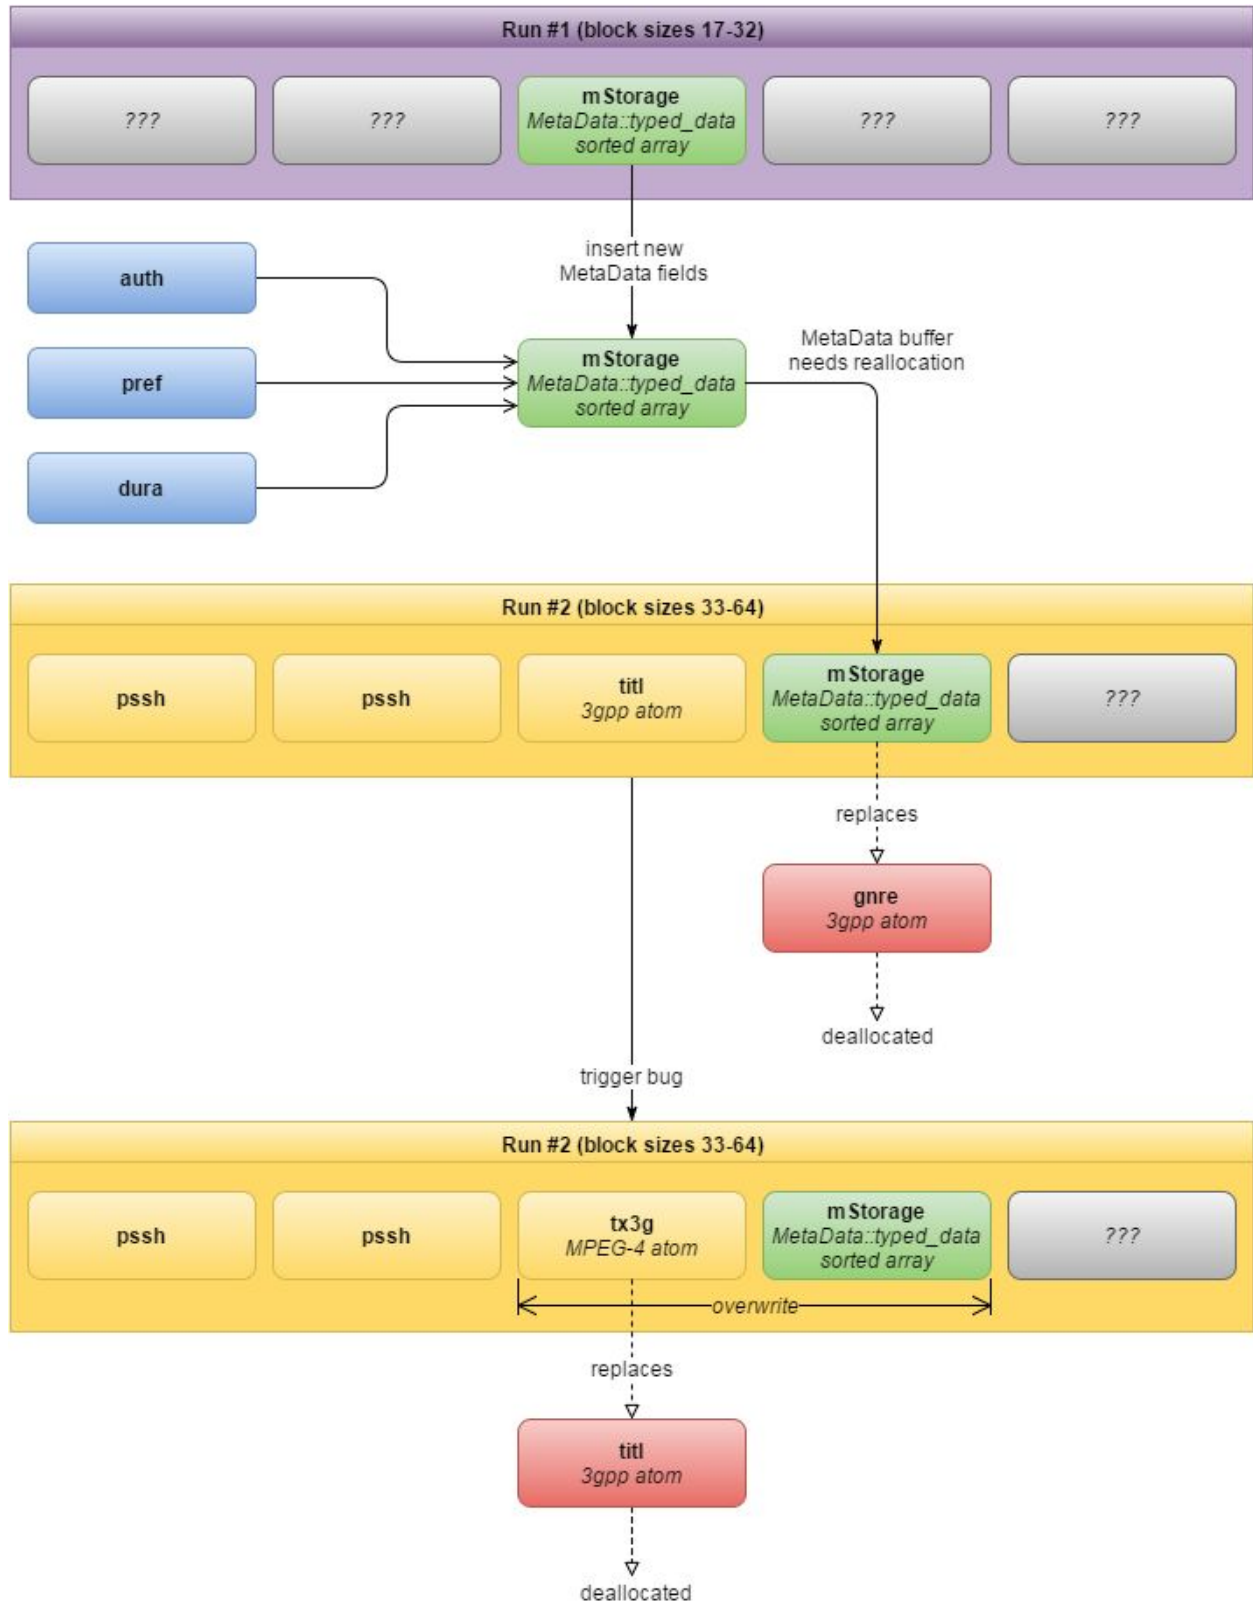 Run #1 (block sizes 17-32)
???
???
mStorage
MetaData::typed_data
sorted array
???
???
insert new
MetaData fields
auth
pref
dura
mStorage
MetaData::typed_data
sorted array
MetaData buffer
needs reallocation
Run #2 (block sizes 33-64)
pssh
pssh
titl
3gpp atom
mStorage
MetaData::typed_data
sorted array
???
replaces
gnre
3gpp atom
deallocated
trigger bug
Run #2 (block sizes 33-64)
pssh
pssh
tx3g
MPEG-4 atom
mStorage
MetaData::typed_data
sorted array
???
overwrite
replaces
titl
3gpp atom
deallocated